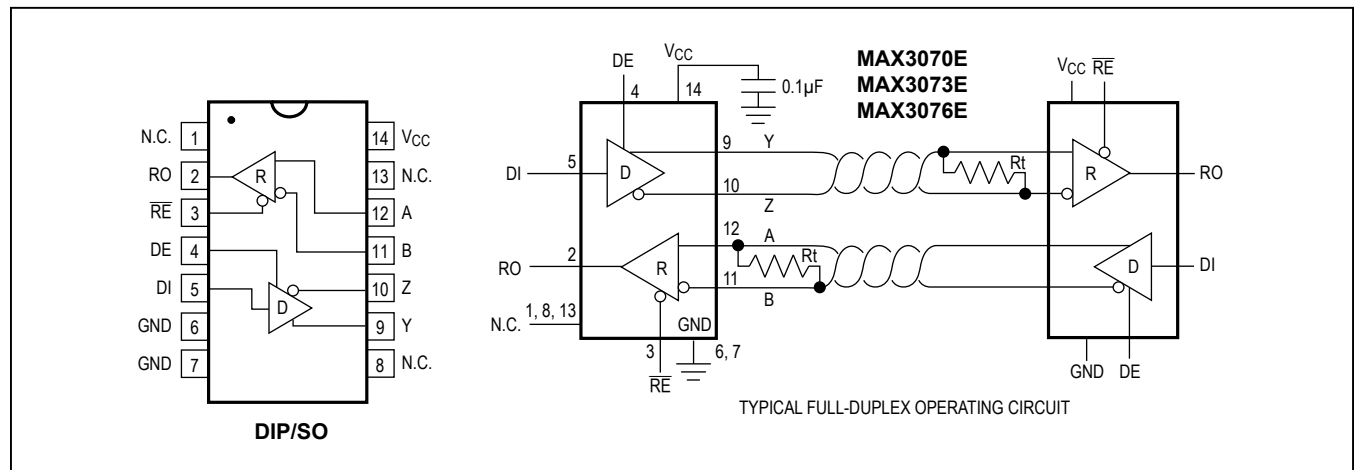 N.C. 1
RO 2
RE 3
DE 4
DI 5
GND 6
GND 7
R
D
14 VCC
13 N.C.
12 A
11 B
10 Z
9 Y
8 N.C.
DIP/SO
DE
4
VCC
14
0.1µF
MAX3070E
MAX3073E
MAX3076E
DI
5
D
9 Y
10
Z
Rt
RO
2
R
12
A
Rt
11
B
N.C.
1, 8, 13
GND
3
6, 7
RE
VCC RE
R
RO
D
DI
GND DE
TYPICAL FULL-DUPLEX OPERATING CIRCUIT